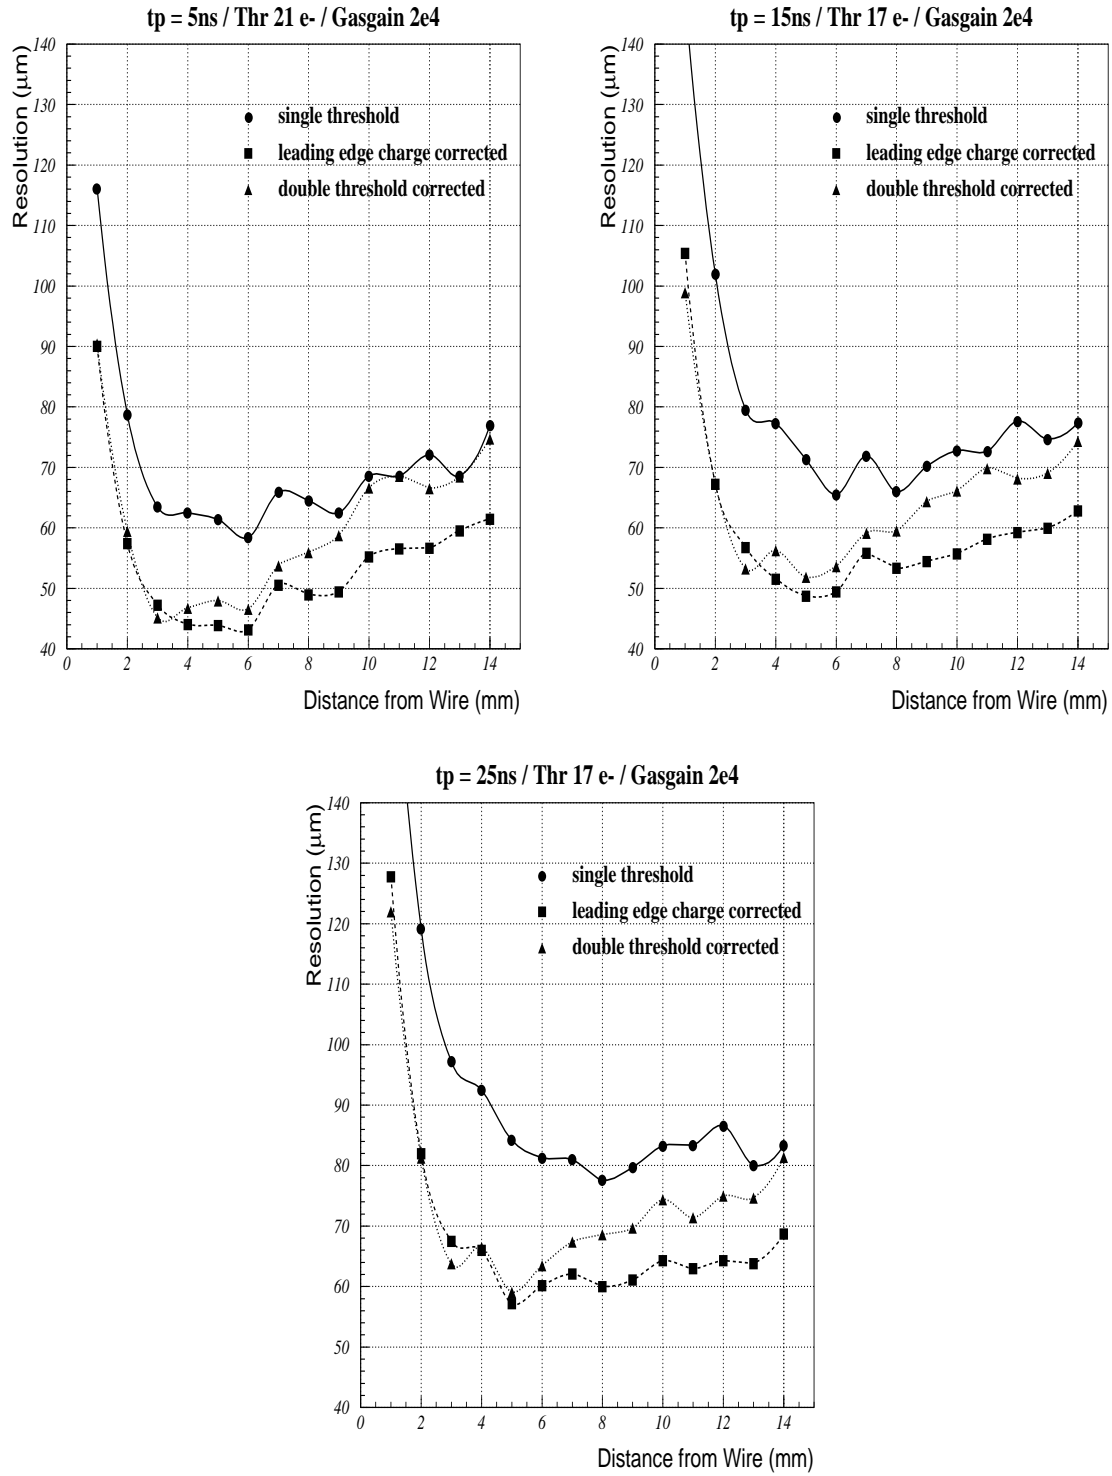 tp = 5ns / Thr 21 e- / Gasgain 2e4
Resolution (μm)
140
130
120
110
100
90
80
70
60
50
40
single threshold
leading edge charge corrected
double threshold corrected
0 2 4 6 8 10 12 14
Distance from Wire (mm)
tp = 15ns / Thr 17 e- / Gasgain 2e4
Resolution (μm)
140
130
120
110
100
90
80
70
60
50
40
single threshold
leading edge charge corrected
double threshold corrected
0 2 4 6 8 10 12 14
Distance from Wire (mm)
tp = 25ns / Thr 17 e- / Gasgain 2e4
Resolution (μm)
140
130
120
110
100
90
80
70
60
50
40
single threshold
leading edge charge corrected
double threshold corrected
0 2 4 6 8 10 12 14
Distance from Wire (mm)